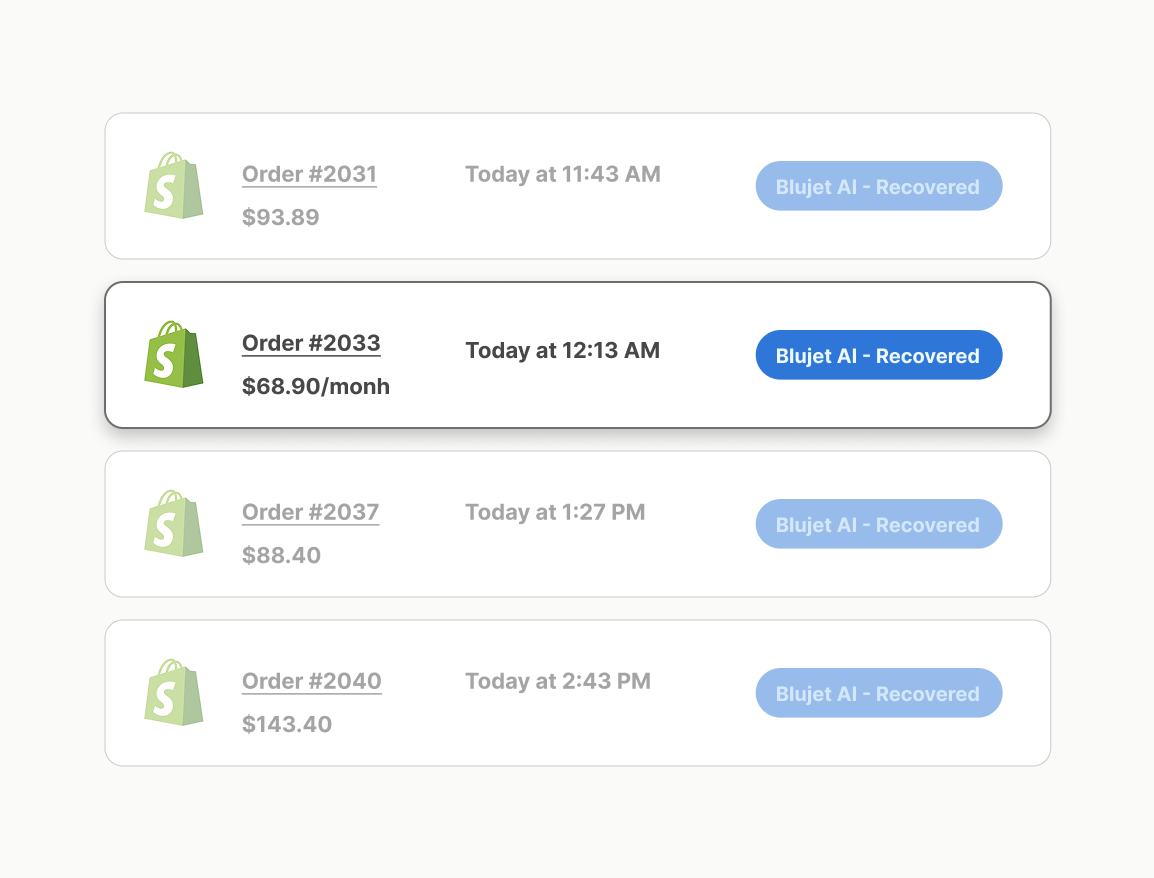 Order #2031 Today at 11:43 AM Blujet AI - Recovered
$93.89
Order #2033 Today at 12:13 AM Blujet AI - Recovered
$68.90/monh
Order #2037 Today at 1:27 PM Blujet AI - Recovered
$88.40
Order #2040 Today at 2:43 PM Blujet AI - Recovered
$143.40